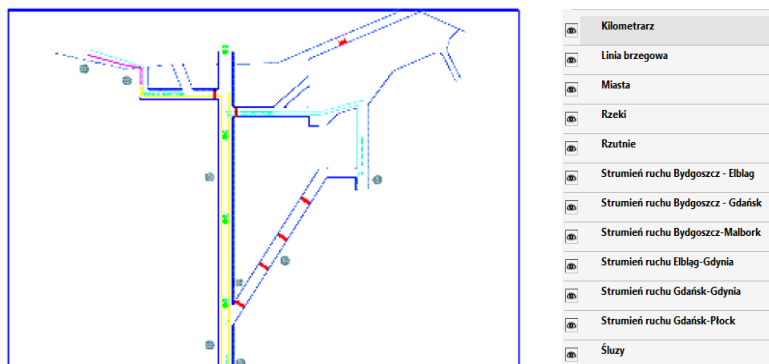 Kilometrarz
Linia brzegowa
Miasta
Rzeki
Rzutnie
Strumień ruchu Bydgoszcz - Elblag
Strumień ruchu Bydgoszcz - Gdańsk
Strumień ruchu Bydgoszcz-Malbork
Strumień ruchu Elbląg-Gdynia
Strumień ruchu Gdańsk-Gdynia
Strumień ruchu Gdańsk-Płock
Śluzy